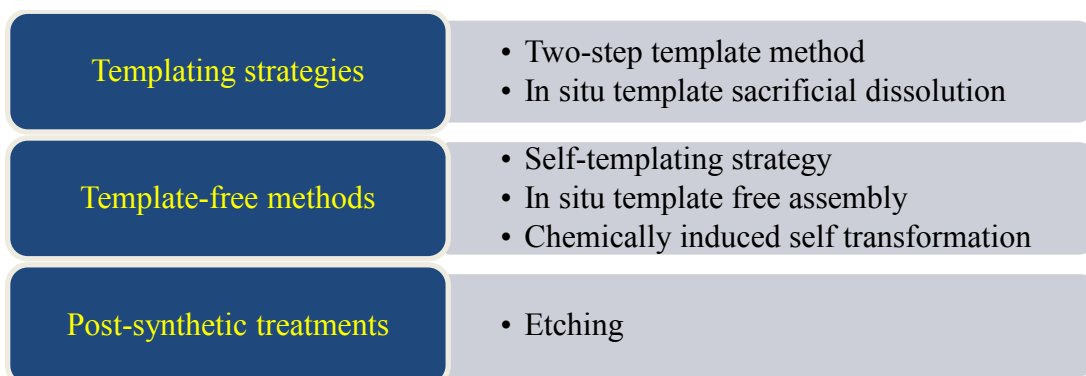 Templating strategies
• Two-step template method
• In situ template sacrificial dissolution
Template-free methods
• Self-templating strategy
• In situ template free assembly
• Chemically induced self transformation
Post-synthetic treatments
• Etching